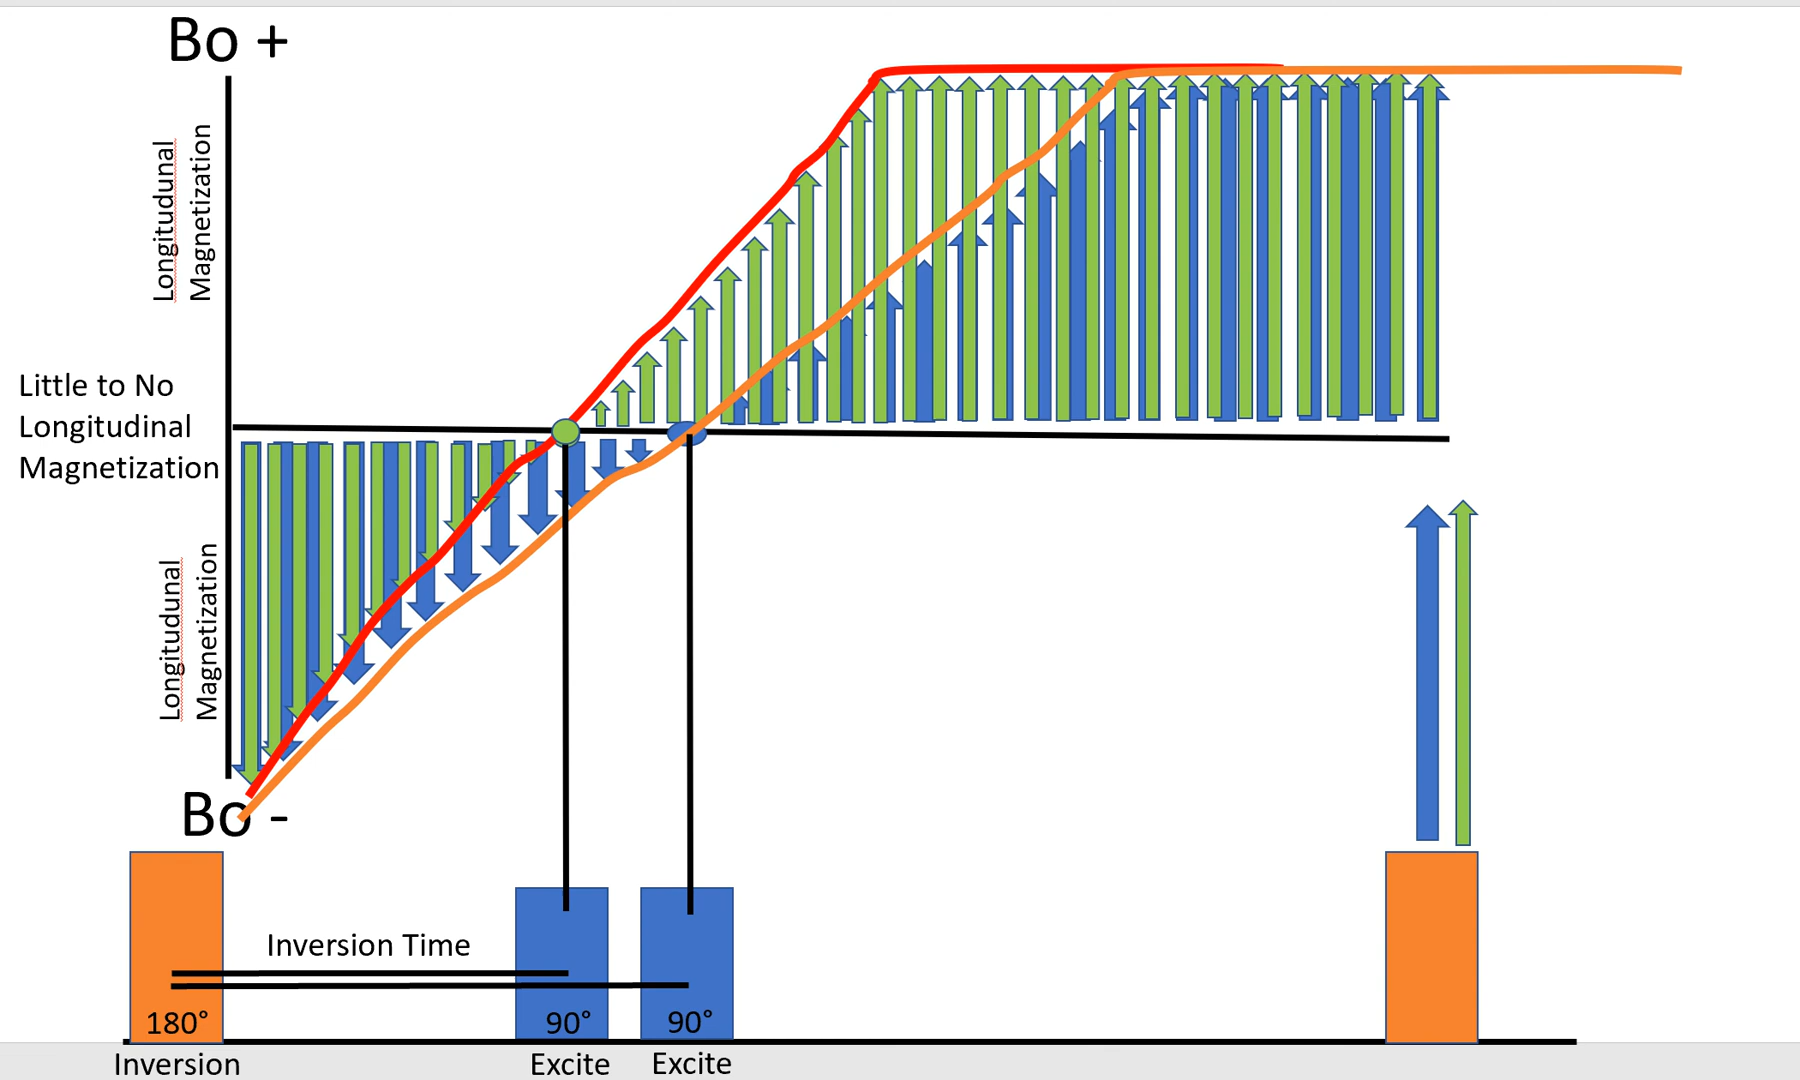 Bo +
Longitudunal
Magnetization
Little to No
Longitudinal
Magnetization
Longitudunal
Magnetization
Bo -
Inversion Time
180°
90°
90°
Inversion
Excite
Excite